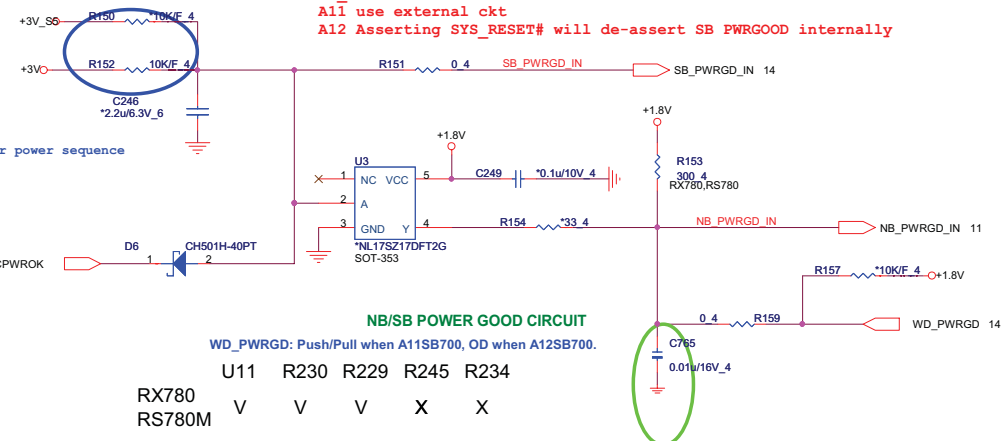 A11 use external ckt
A12 Asserting SYS_RESET# will de-assert SB PWRGOOD internally
+3V_S5 R150 *10K/F_4
+3V R152 10K/F_4
R151 0_4 SB_PWRGD_IN SB_PWRGD_IN 14
C246
*2.2u/6.3V_6
power sequence
+1.8V
+1.8V
U3
1 NC VCC 5
2 A
3 GND Y 4
*NL17SZ17DFT2G
SOT-353
C249 *0.1u/10V_4
R153
300_4
RX780,RS780
R154 *33_4
NB_PWRGD_IN
NB_PWRGD_IN 11
D6 CH501H-40PT
1 2
CPWROK
R157 *10K/F_4 +1.8V
0_4 R159
WD_PWRGD 14
C765
0.01u/16V_4
NB/SB POWER GOOD CIRCUIT
WD_PWRGD: Push/Pull when A11SB700, OD when A12SB700.
U11 R230 R229 R245 R234
RX780
RS780M V V V X X